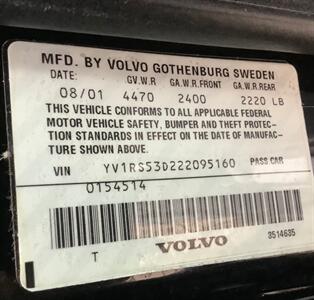 MFD. BY VOLVO GOTHENBURG SWEDEN
DATE: GV.W.R GA.W.R.FRONT GA.W.R.REAR
08/01 4470 2400 2220 LB
THIS VEHICLE CONFORMS TO ALL APPLICABLE FEDERAL
MOTOR VEHICLE SAFETY, BUMPER AND THEFT PROTEC-
TION STANDARDS IN EFFECT ON THE DATE OF MANUFAC-
TURE SHOWN ABOVE.
VIN YV1RS53D222095160 PASS CAR
0154514
T VOLVO 3514635